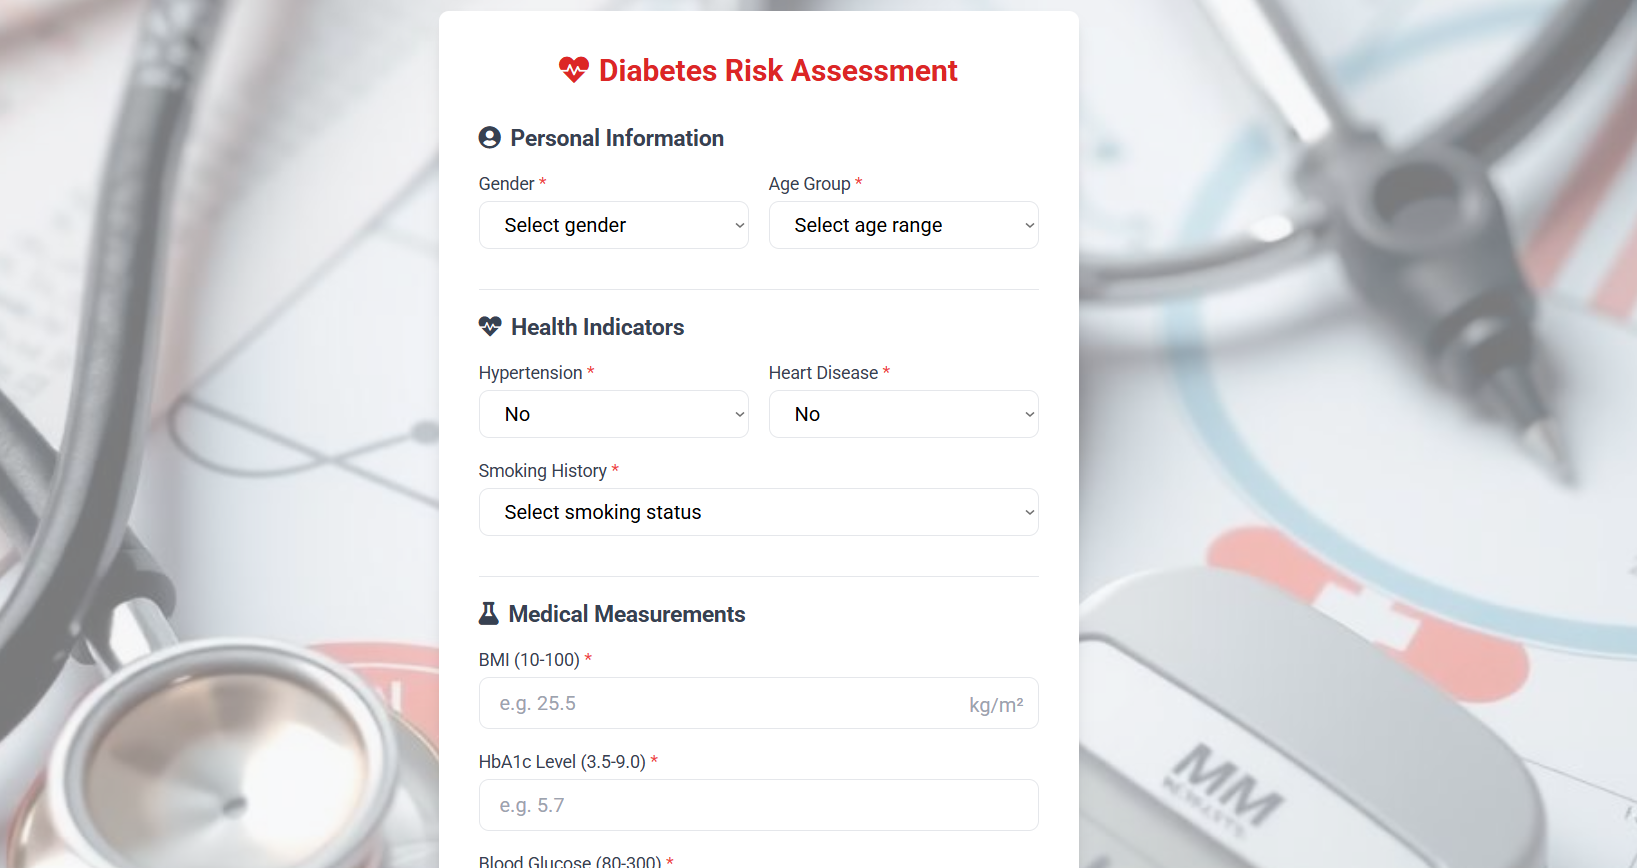 Diabetes Risk Assessment
Personal Information
Gender *
Age Group *
Select gender
Select age range
Health Indicators
Hypertension *
Heart Disease *
No
No
Smoking History *
Select smoking status
Medical Measurements
BMI (10-100) *
e.g. 25.5
kg/m²
HbA1c Level (3.5-9.0) *
e.g. 5.7
Blood Glucose (80-300) *
MM